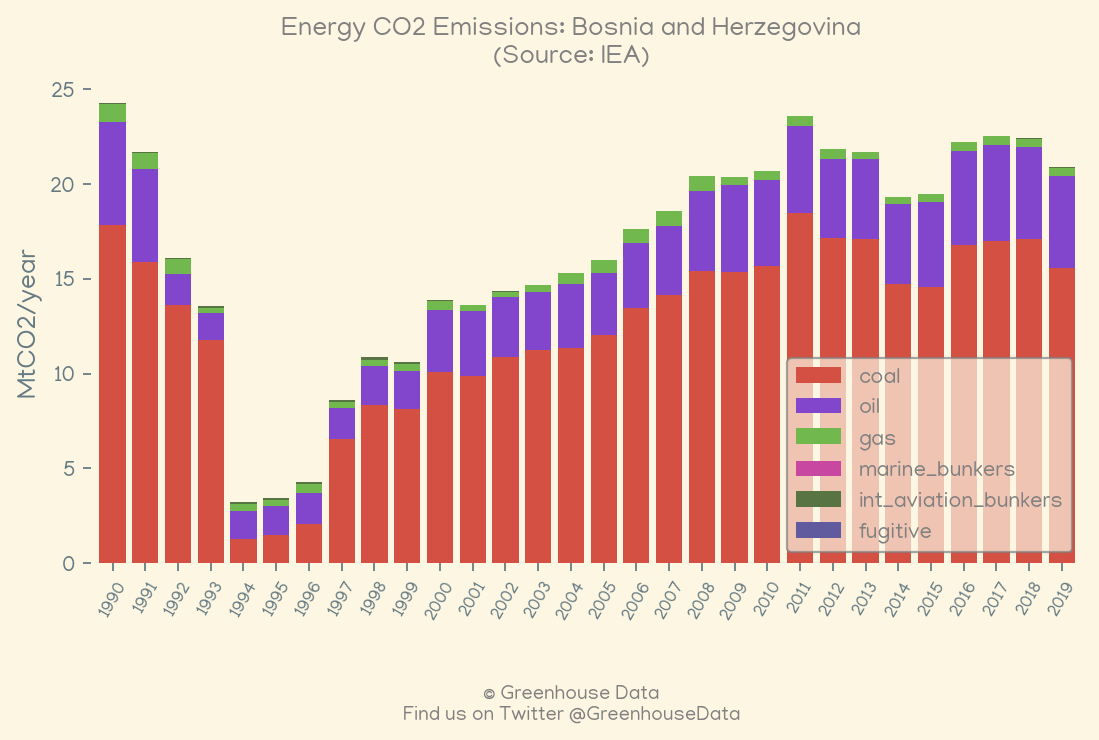 Energy CO2 Emissions: Bosnia and Herzegovina
(Source: IEA)
MtCO2/year
25
20
15
10
5
0
coal
oil
gas
marine_bunkers
int_aviation_bunkers
fugitive
1990 1991 1992 1993 1994 1995 1996 1997 1998 1999 2000 2001 2002 2003 2004 2005 2006 2007 2008 2009 2010 2011 2012 2013 2014 2015 2016 2017 2018 2019
© Greenhouse Data
Find us on Twitter @GreenhouseData